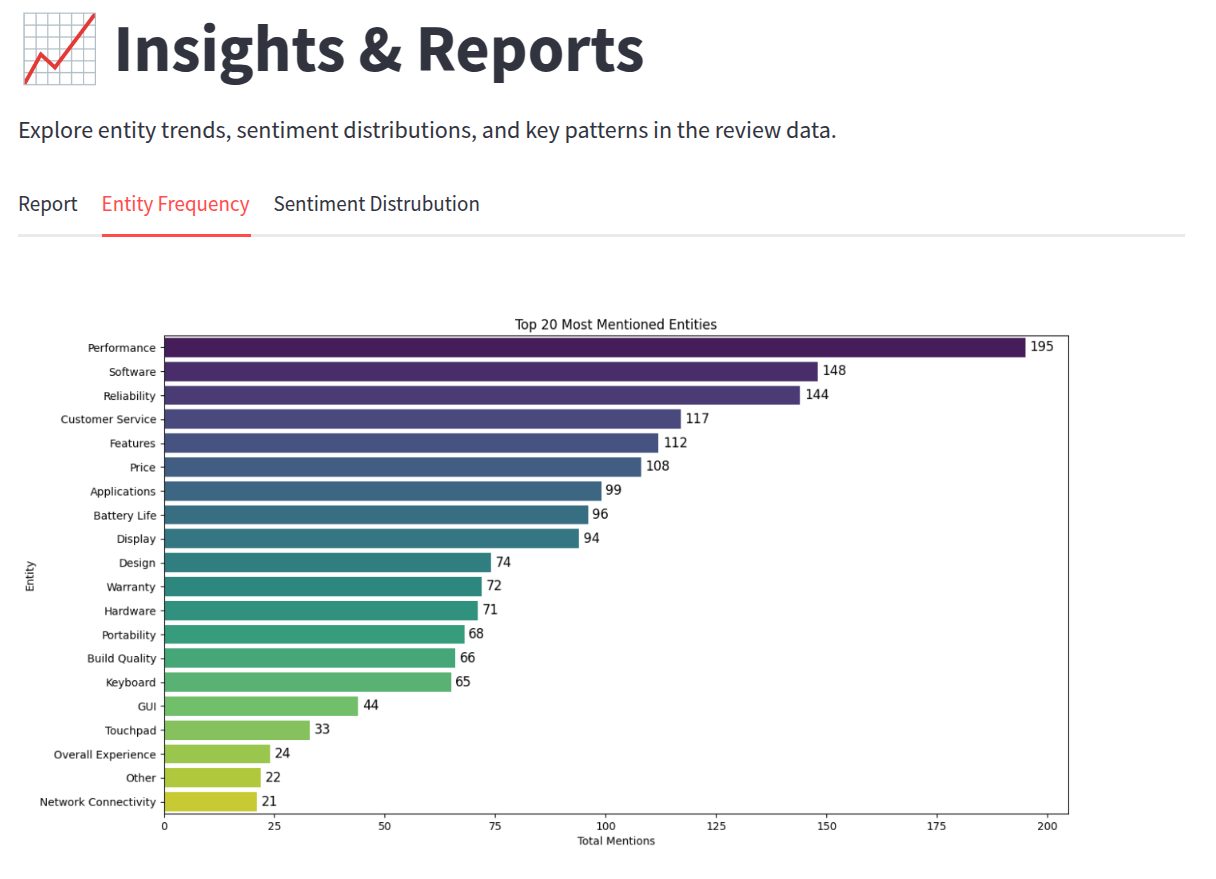 Insights & Reports
Explore entity trends, sentiment distributions, and key patterns in the review data.
Report Entity Frequency Sentiment Distrubution
Top 20 Most Mentioned Entities
Performance 195
Software 148
Reliability 144
Customer Service 117
Features 112
Price 108
Applications 99
Battery Life 96
Display 94
Design 74
Warranty 72
Hardware 71
Portability 68
Build Quality 66
Keyboard 65
GUI 44
Touchpad 33
Overall Experience 24
Other 22
Network Connectivity 21
Entity
0 25 50 75 100 125 150 175 200
Total Mentions